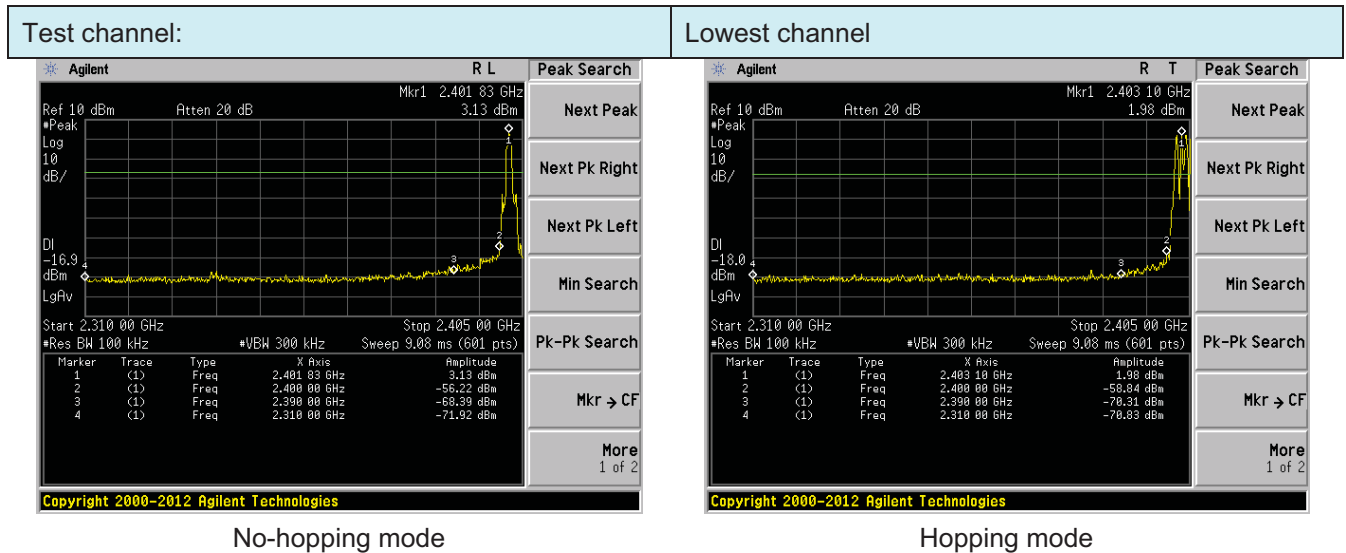 Test channel: Lowest channel
Agilent R L Peak Search
Mkr1 2.401 83 GHz
Ref 10 dBm Atten 20 dB 3.13 dBm
#Peak
Log
10
dB/
1
2
3
4
DI
-16.9
dBm
LgAv
Start 2.310 00 GHz Stop 2.405 00 GHz
#Res BW 100 kHz #VBW 300 kHz Sweep 9.08 ms (601 pts)
Marker Trace Type X Axis Amplitude
1 (1) Freq 2.401 83 GHz 3.13 dBm
2 (1) Freq 2.400 00 GHz -56.22 dBm
3 (1) Freq 2.390 00 GHz -68.39 dBm
4 (1) Freq 2.310 00 GHz -71.92 dBm
Next Peak
Next Pk Right
Next Pk Left
Min Search
Pk-Pk Search
Mkr → CF
More
1 of 2
Copyright 2000-2012 Agilent Technologies
No-hopping mode
Agilent R T Peak Search
Mkr1 2.403 10 GHz
Ref 10 dBm Atten 20 dB 1.98 dBm
#Peak
Log
10
dB/
1
2
3
4
DI
-18.0
dBm
LgAv
Start 2.310 00 GHz Stop 2.405 00 GHz
#Res BW 100 kHz #VBW 300 kHz Sweep 9.08 ms (601 pts)
Marker Trace Type X Axis Amplitude
1 (1) Freq 2.403 10 GHz 1.98 dBm
2 (1) Freq 2.400 00 GHz -58.84 dBm
3 (1) Freq 2.390 00 GHz -70.31 dBm
4 (1) Freq 2.310 00 GHz -70.83 dBm
Next Peak
Next Pk Right
Next Pk Left
Min Search
Pk-Pk Search
Mkr → CF
More
1 of 2
Copyright 2000-2012 Agilent Technologies
Hopping mode